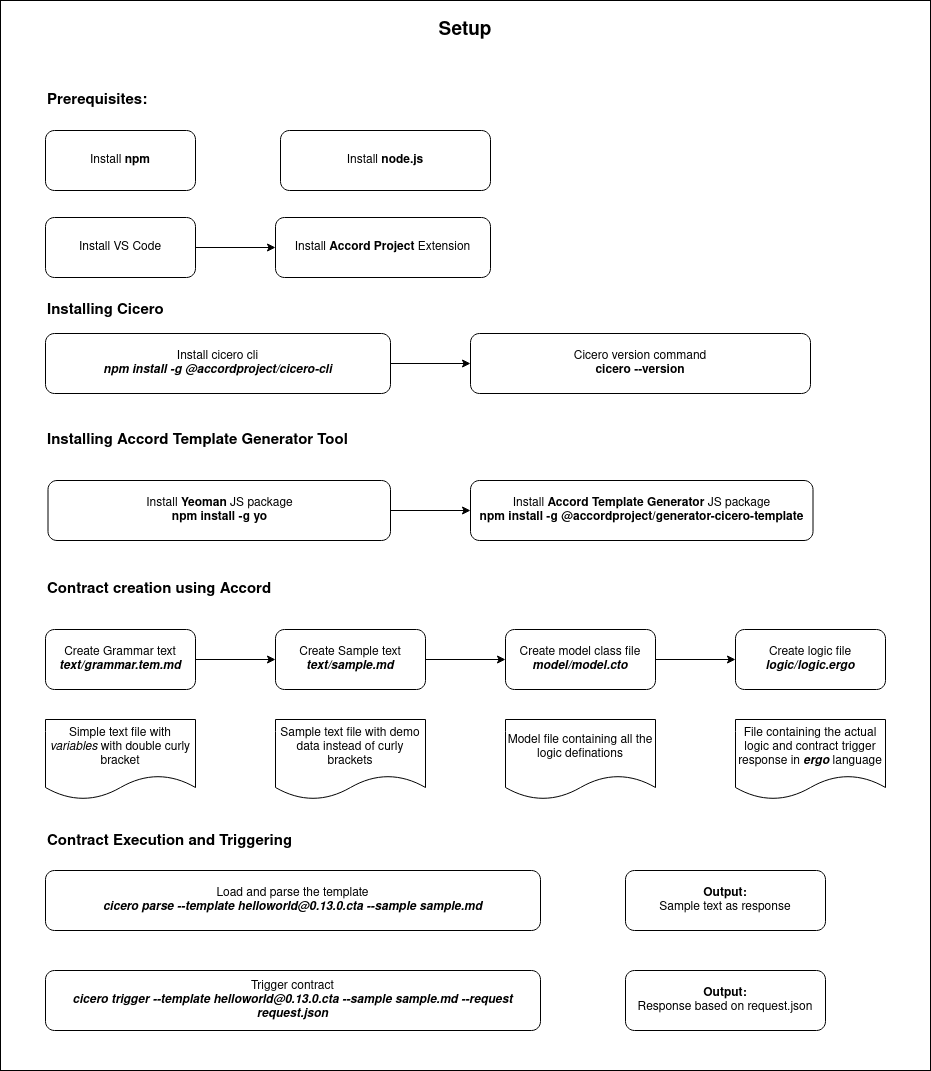 Setup
Prerequisites:
Install npm
Install node.js
Install VS Code
Install Accord Project Extension
Installing Cicero
Install cicero cli
npm install -g @accordproject/cicero-cli
Cicero version command
cicero --version
Installing Accord Template Generator Tool
Install Yeoman JS package
npm install -g yo
Install Accord Template Generator JS package
npm install -g @accordproject/generator-cicero-template
Contract creation using Accord
Create Grammar text
text/grammar.tem.md
Create Sample text
text/sample.md
Create model class file
model/model.cto
Create logic file
logic/logic.ergo
Simple text file with
variables with double curly
bracket
Sample text file with demo
data instead of curly
brackets
Model file containing all the
logic definations
File containing the actual
logic and contract trigger
response in ergo language
Contract Execution and Triggering
Load and parse the template
cicero parse --template helloworld@0.13.0.cta --sample sample.md
Output:
Sample text as response
Trigger contract
cicero trigger --template helloworld@0.13.0.cta --sample sample.md --request
request.json
Output:
Response based on request.json